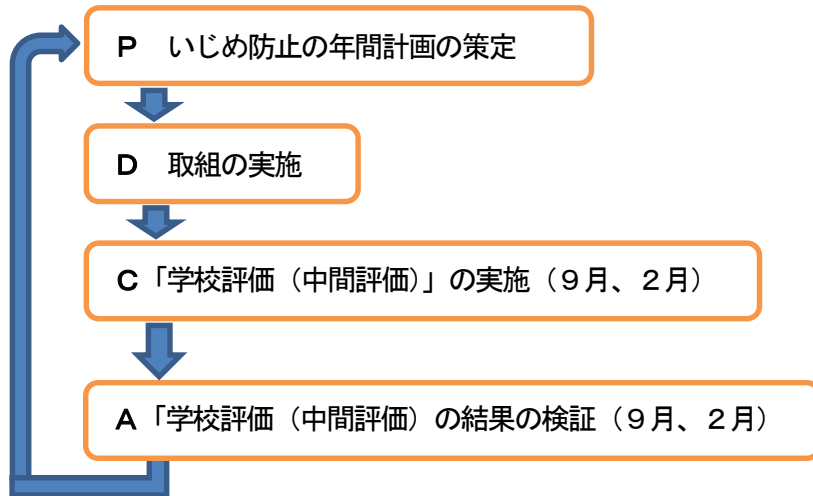 P　いじめ防止の年間計画の策定
D　取組の実施
C「学校評価（中間評価）」の実施（９月、２月）
A「学校評価（中間評価）の結果の検証（９月、２月）